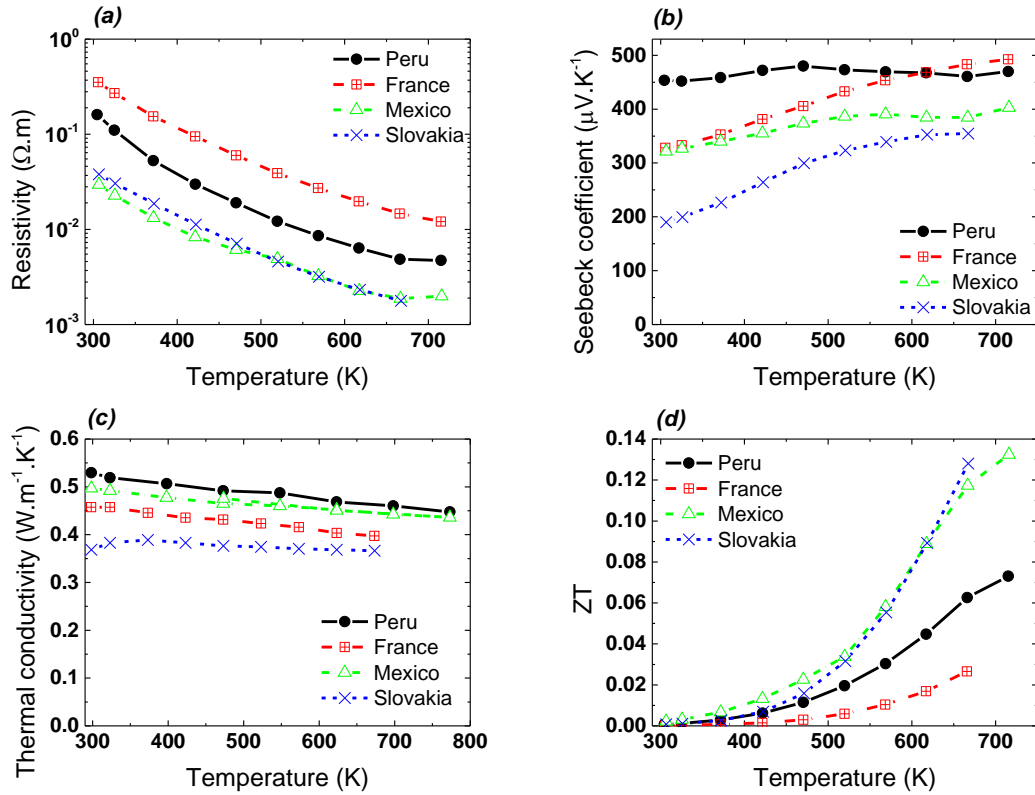 (a)
Resistivity (Ω.m)
10⁰
10⁻¹
10⁻²
10⁻³
Peru
France
Mexico
Slovakia
300 400 500 600 700
Temperature (K)
(b)
Seebeck coefficient (µV.K⁻¹)
500
400
300
200
100
0
Peru
France
Mexico
Slovakia
300 400 500 600 700
Temperature (K)
(c)
Thermal conductivity (W.m⁻¹.K⁻¹)
0.6
0.5
0.4
0.3
0.2
0.1
0.0
Peru
France
Mexico
Slovakia
300 400 500 600 700 800
Temperature (K)
(d)
ZT
0.14
0.12
0.10
0.08
0.06
0.04
0.02
0.00
Peru
France
Mexico
Slovakia
300 400 500 600 700
Temperature (K)